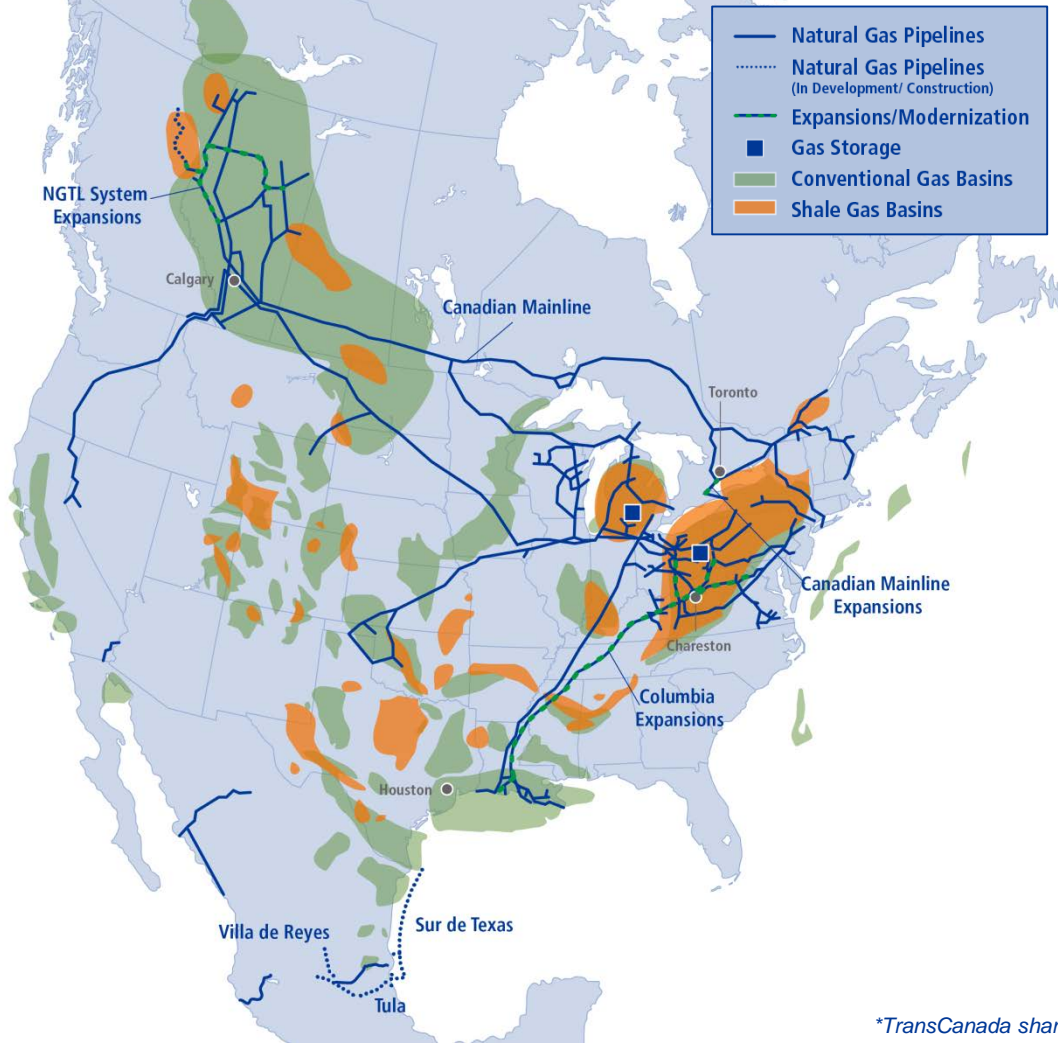 Natural Gas Pipelines
Natural Gas Pipelines
(In Development/ Construction)
Expansions/Modernization
Gas Storage
Conventional Gas Basins
Shale Gas Basins
NGTL System
Expansions
Calgary
Canadian Mainline
Toronto
Canadian Mainline
Expansions
Chareston
Columbia
Expansions
Houston
Villa de Reyes
Sur de Texas
Tula
*TransCanada shar